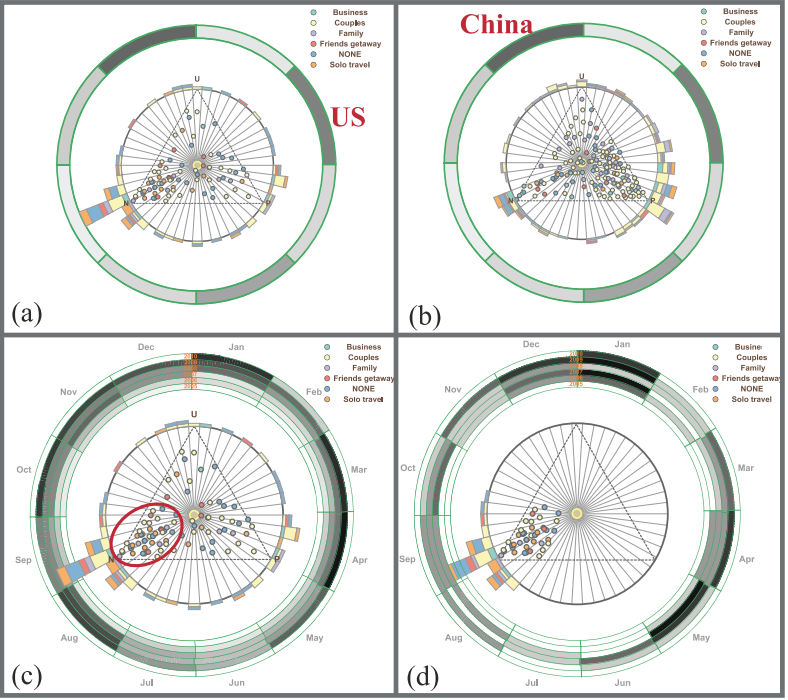 Business
Couples
Family
Friends getaway
NONE
Solo travel
U
US
N
P
(a)
China
Business
Couples
Family
Friends getaway
NONE
Solo travel
U
N
P
(b)
Dec
Jan
Business
Couples
Family
Friends getaway
NONE
Solo travel
Nov
Feb
U
Oct
Mar
P
Sep
Apr
Aug
May
Jul
Jun
(c)
Dec
Jan
Busine
Couples
Family
Friends getaway
NONE
Solo travel
Nov
Feb
Oct
Mar
Sep
Apr
Aug
May
Jul
Jun
(d)